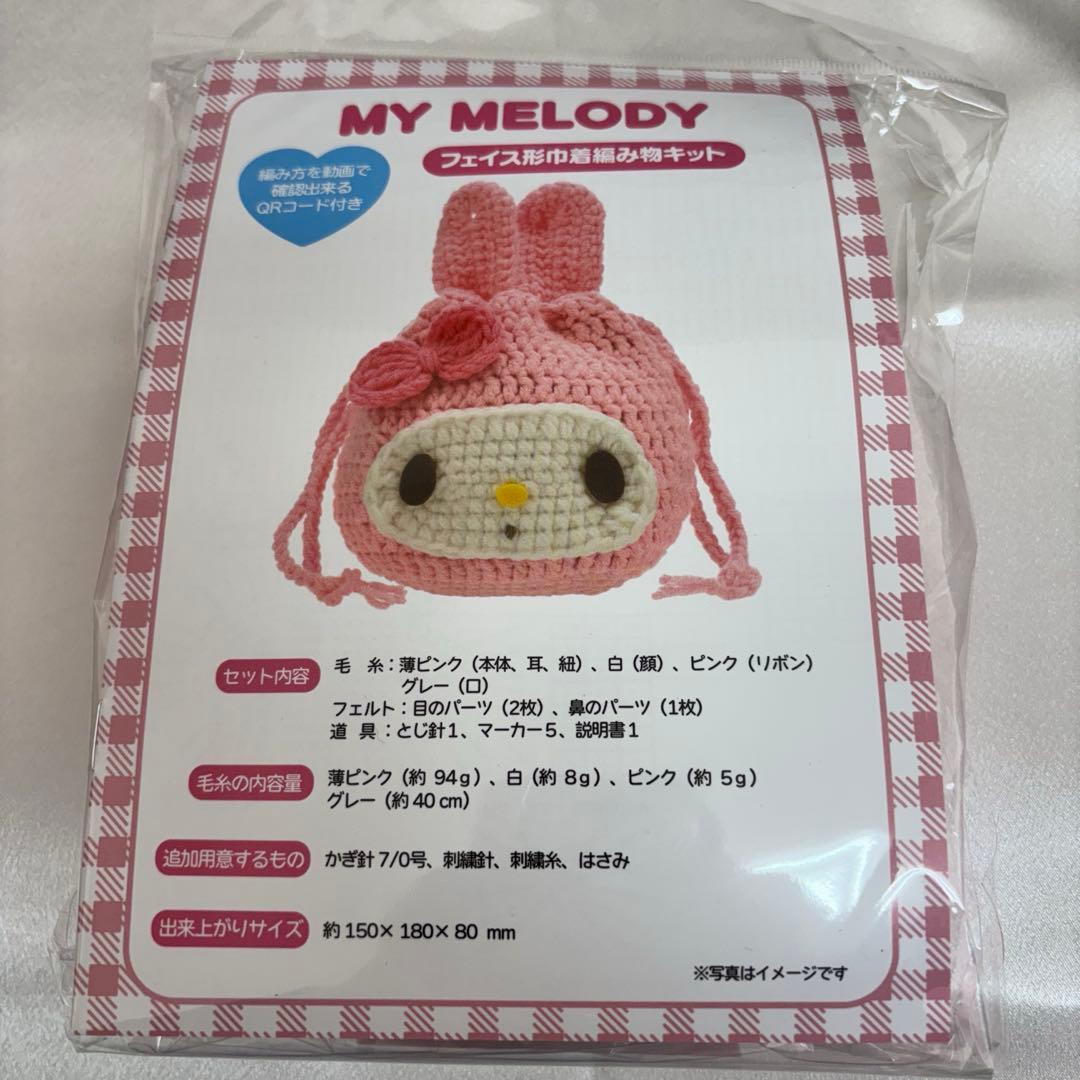 MY MELODY
フェイス形巾着編み物キット
編み方を動画で
確認出来る
QRコード付き
セット内容
毛 糸：薄ピンク（本体、耳、紐）、白（顔）、ピンク（リボン）
グレー（口）
フェルト：目のパーツ（2枚）、鼻のパーツ（1枚）
道 具：とじ針1、マーカー5、説明書1
毛糸の内容量
薄ピンク（約 94g）、白（約 8g）、ピンク（約 5g）
グレー（約40cm）
追加用意するもの
かぎ針 7/0号、刺繍針、刺繍糸、はさみ
出来上がりサイズ
約150×180×80 mm
※写真はイメージです